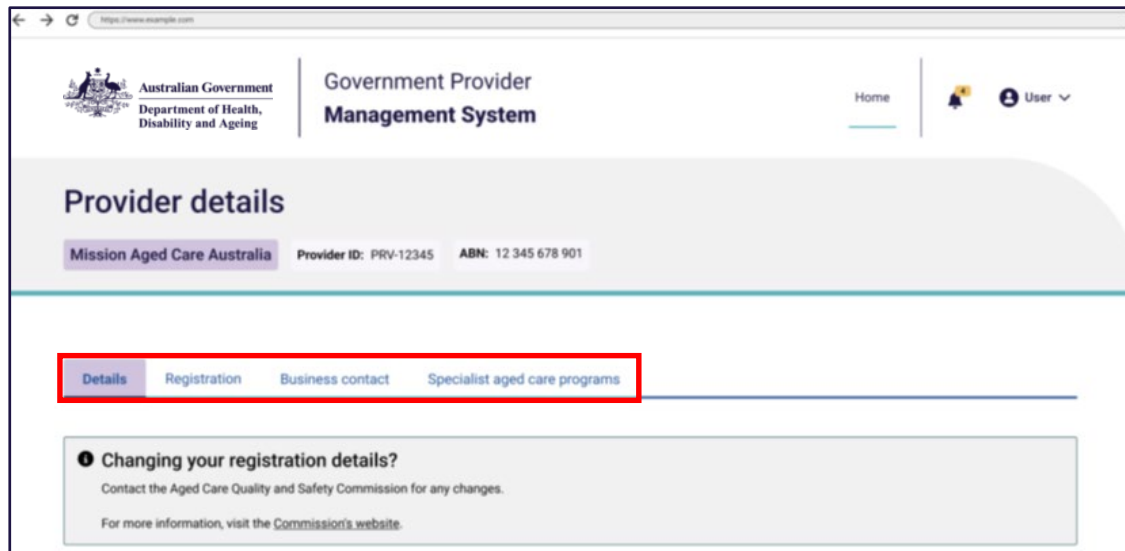 https://www.example.com
Australian Government
Department of Health,
Disability and Ageing
Government Provider
Management System
Home
4
User
Provider details
Mission Aged Care Australia Provider ID: PRV-12345 ABN: 12 345 678 901
Details Registration Business contact Specialist aged care programs
Changing your registration details?
Contact the Aged Care Quality and Safety Commission for any changes.
For more information, visit the Commission's website.